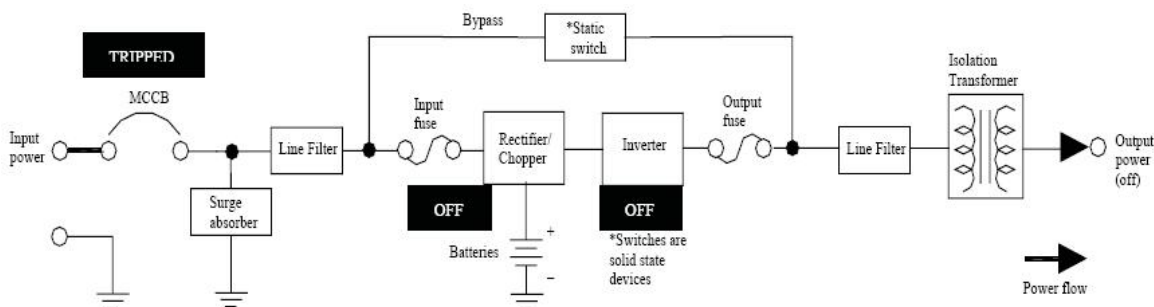 Bypass
*Static
switch
TRIPPED
MCCB
Input
power
Line Filter
Surge
absorber
Input
fuse
Rectifier/
Chopper
OFF
Batteries
+
−
Inverter
OFF
*Switches are
solid state
devices
Output
fuse
Line Filter
Isolation
Transformer
Output
power
(off)
Power flow